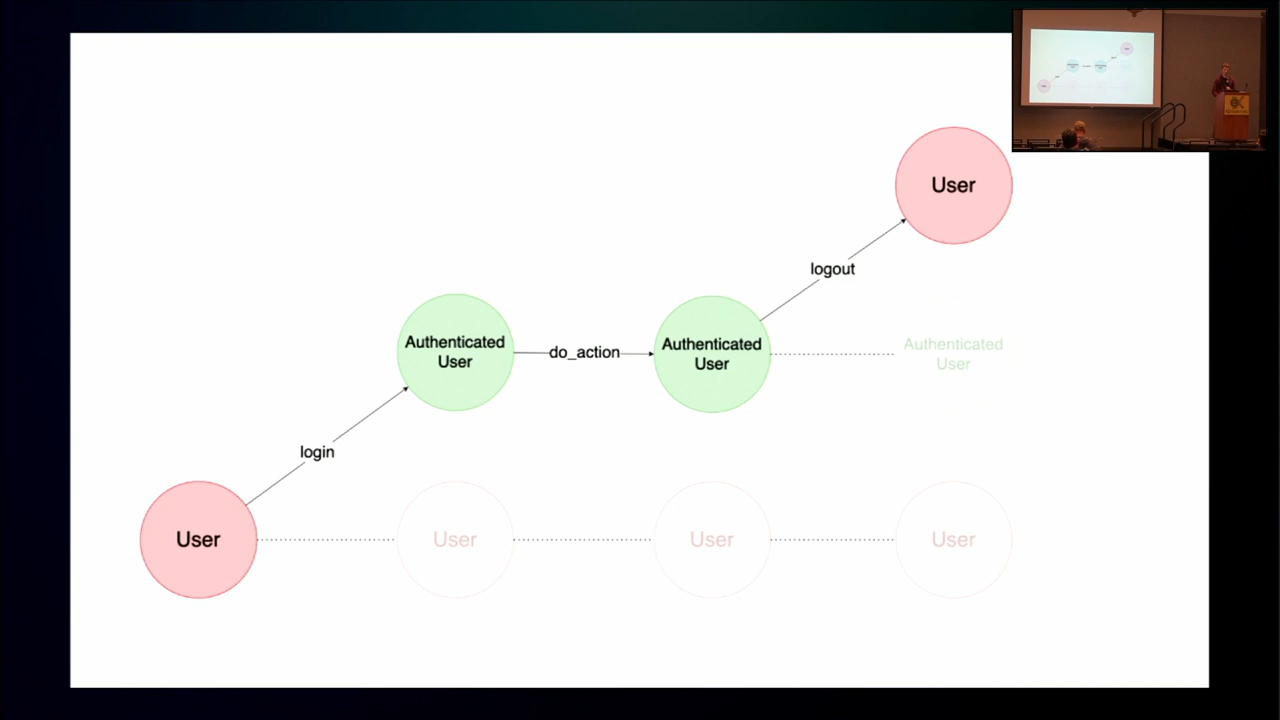 User
logout
Authenticated
User
do_action
Authenticated
User
Authenticated
User
login
User
User
User
User